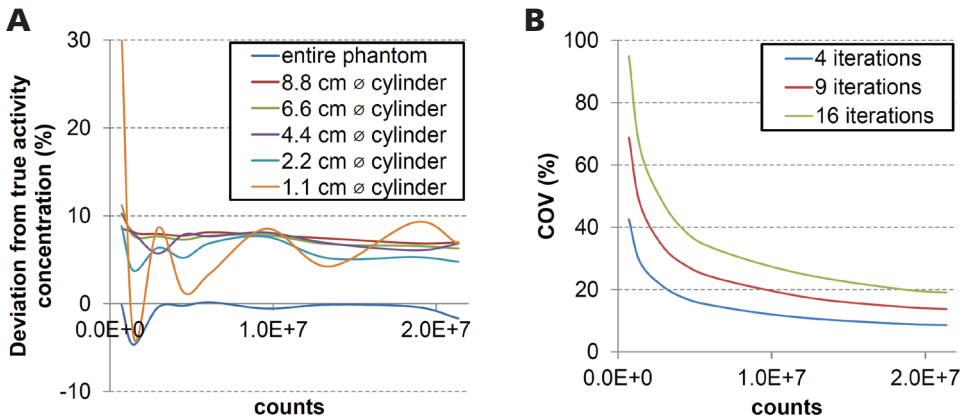 A
Deviation from true activity
concentration (%)
30
20
10
0
-10
entire phantom
8.8 cm ⌀ cylinder
6.6 cm ⌀ cylinder
4.4 cm ⌀ cylinder
2.2 cm ⌀ cylinder
1.1 cm ⌀ cylinder
0.0E+0
1.0E+7
2.0E+7
counts
B
COV (%)
100
80
60
40
20
0
4 iterations
9 iterations
16 iterations
0.0E+0
1.0E+7
2.0E+7
counts